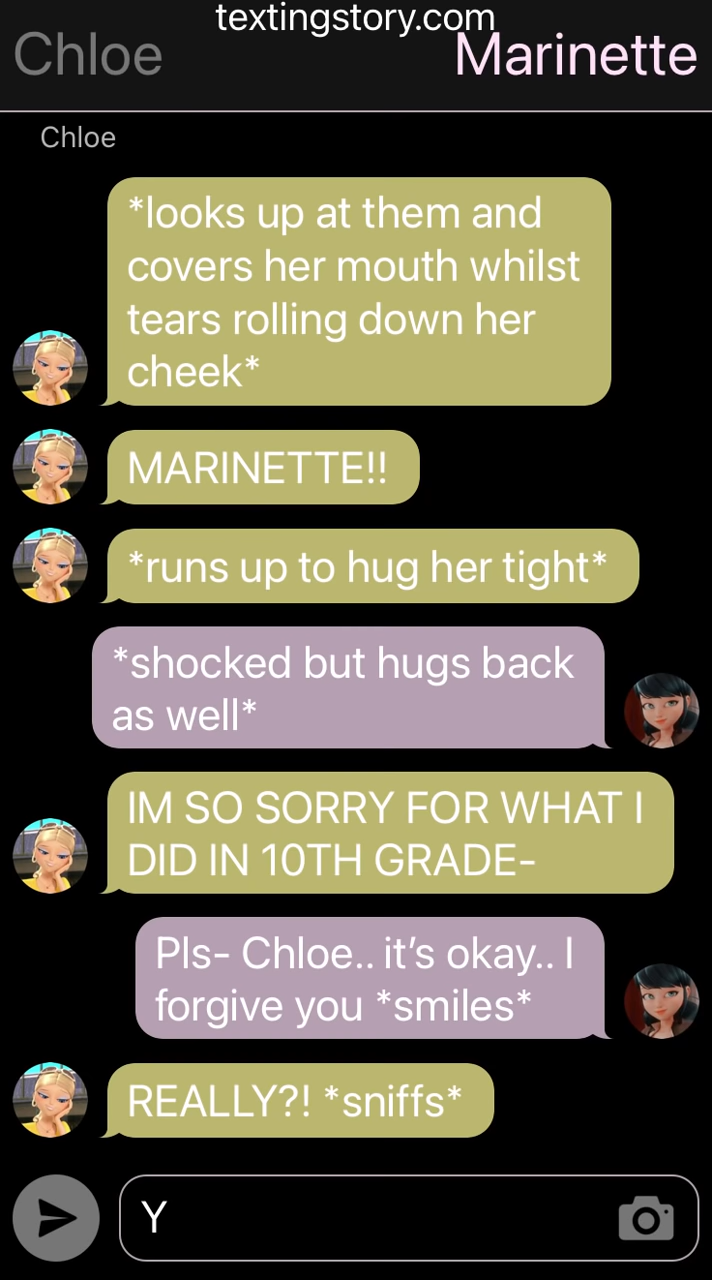 textingstory.com
Chloe
Marinette
Chloe
*looks up at them and
covers her mouth whilst
tears rolling down her
cheek*
MARINETTE!!
*runs up to hug her tight*
*shocked but hugs back
as well*
IM SO SORRY FOR WHAT I
DID IN 10TH GRADE-
Pls- Chloe.. it’s okay.. I
forgive you *smiles*
REALLY?! *sniffs*
Y